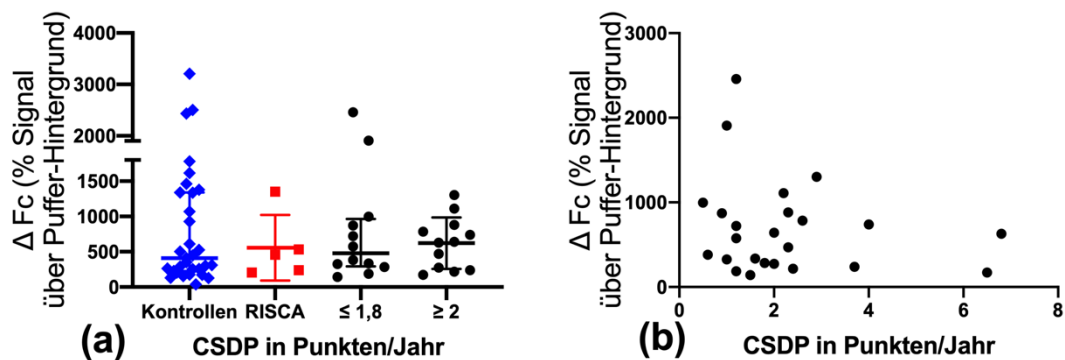 Δ Fc (% Signal
über Puffer-Hintergrund)
4000
3000
2000
1500
1000
500
0
Kontrollen RISCA ≤ 1,8 ≥ 2
CSDP in Punkten/Jahr
(a)
Δ Fc (% Signal
über Puffer-Hintergrund)
3000
2000
1000
0
0 2 4 6 8
CSDP in Punkten/Jahr
(b)